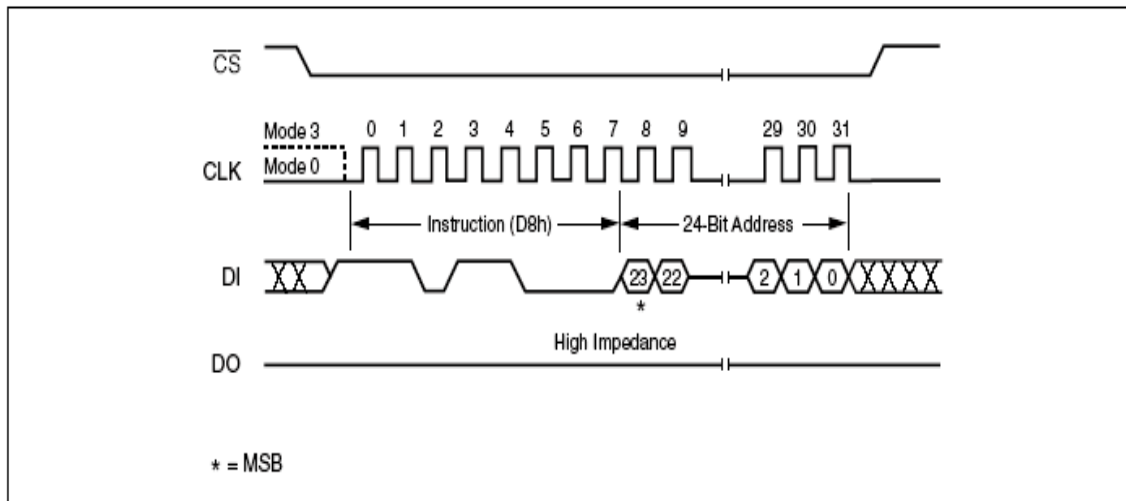 CS
Mode 3
0 1 2 3 4 5 6 7 8 9 29 30 31
CLK
Mode 0
Instruction (D8h)
24-Bit Address
DI
23 22 2 1 0
*
High Impedance
DO
* = MSB